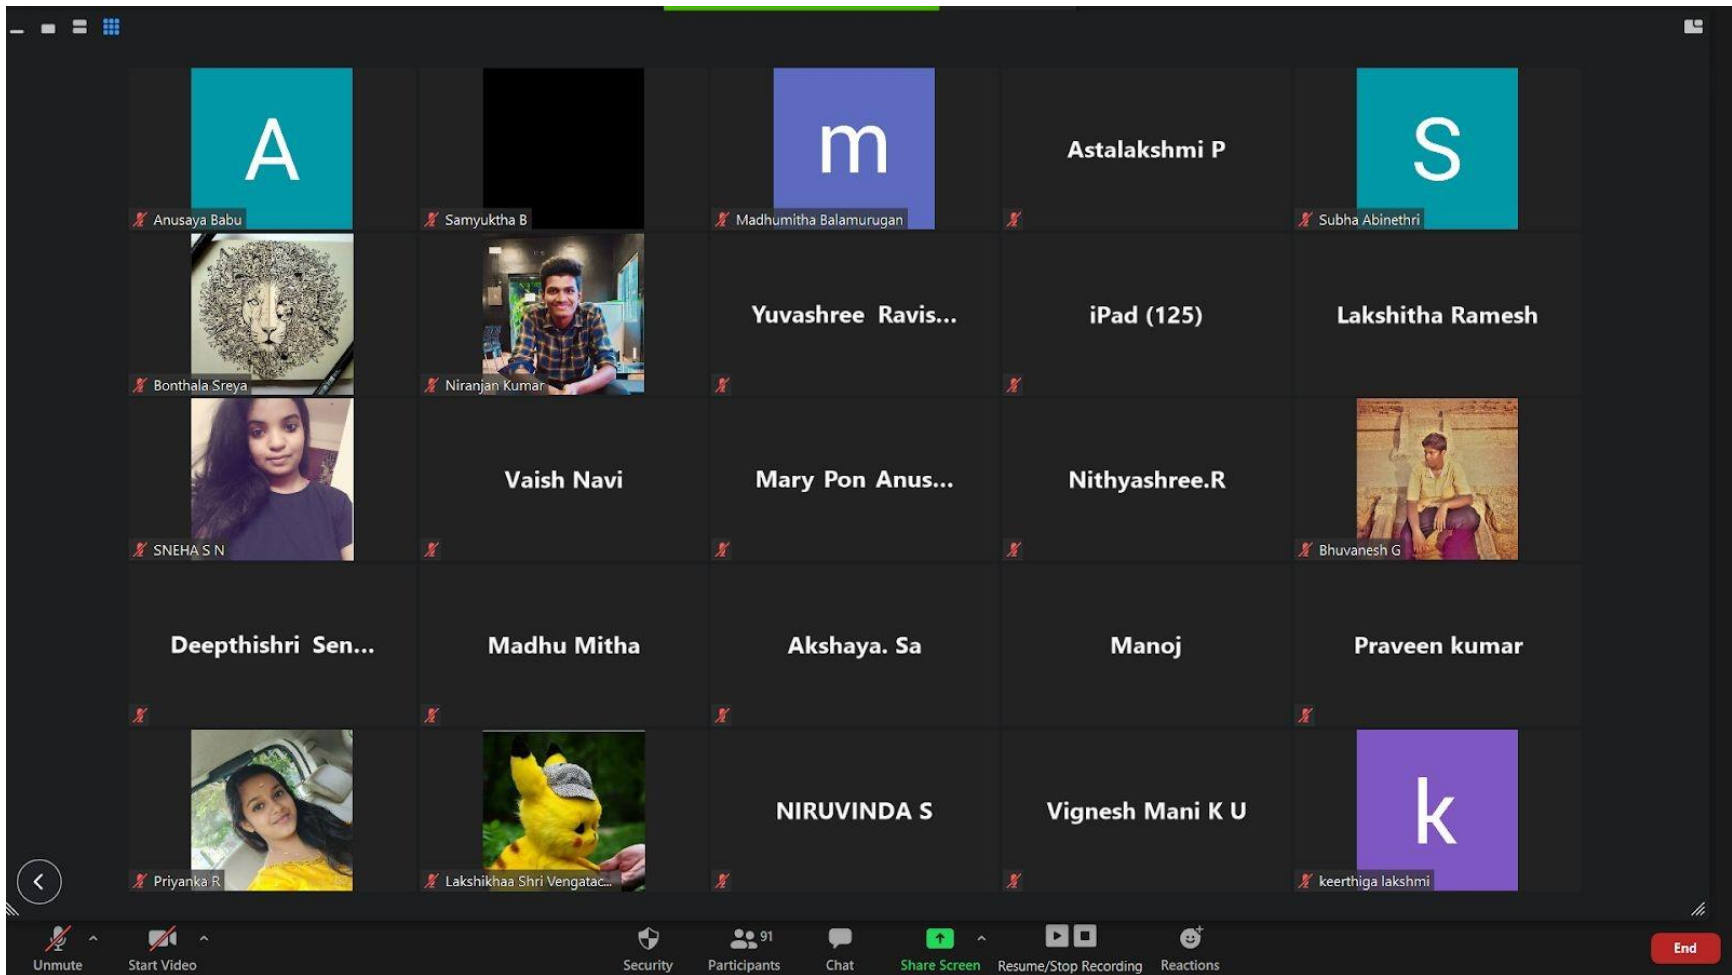 A
Anusaya Babu
Samyuktha B
m
Madhumitha Balamurugan
Astalakshmi P
S
Subha Abinethri
Bonthala Sreya
Niranjan Kumar
Yuvashree Ravis...
iPad (125)
Lakshitha Ramesh
SNEHA S N
Vaish Navi
Mary Pon Anus...
Nithyashree.R
Bhuvanesh G
Deepthishri Sen...
Madhu Mitha
Akshaya. Sa
Manoj
Praveen kumar
Priyanka R
Lakshikhaa Shri Vengatac...
NIRUVINDA S
Vignesh Mani K U
k
keerthiga lakshmi
Unmute
Start Video
Security
91
Participants
Chat
Share Screen
Resume/Stop Recording
Reactions
End